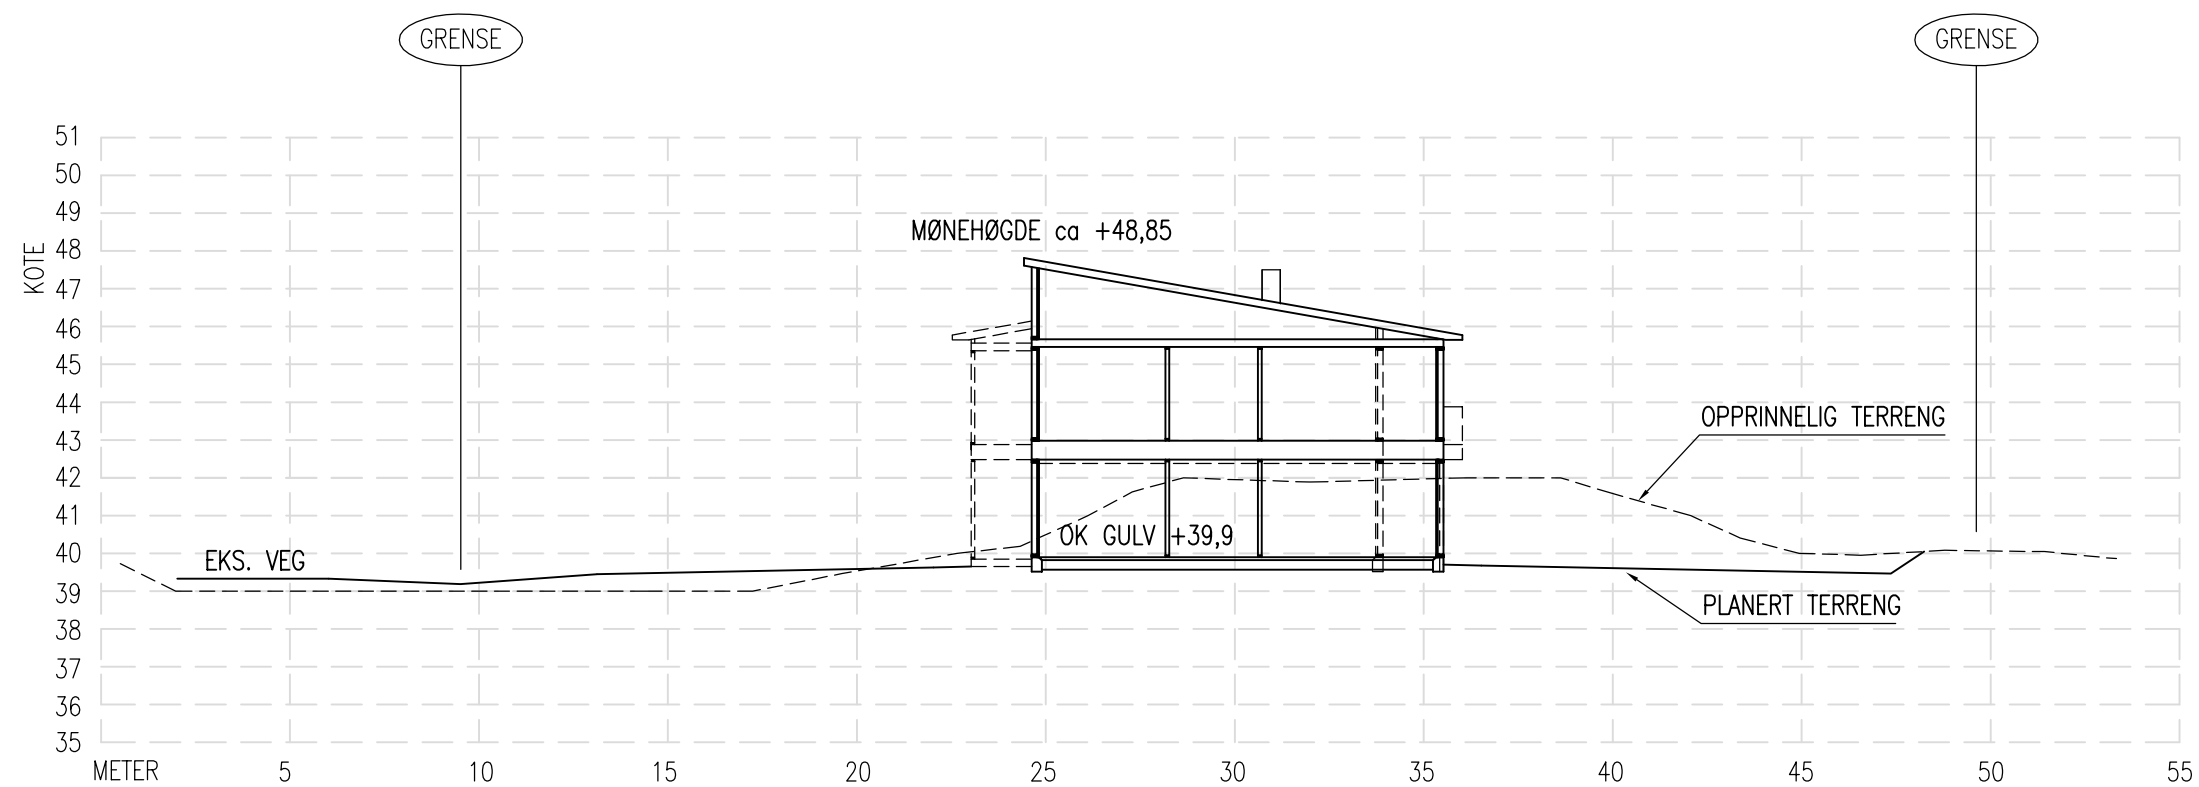 GRENSE
GRENSE
51
50
49
MØNEHØGDE ca +48,85
48
KOTE
47
46
45
44
OPPRINNELIG TERRENG
43
42
41
OK GULV +39,9
40
EKS. VEG
39
PLANERT TERRENG
38
37
36
35
METER 5 10 15 20 25 30 35 40 45 50 55